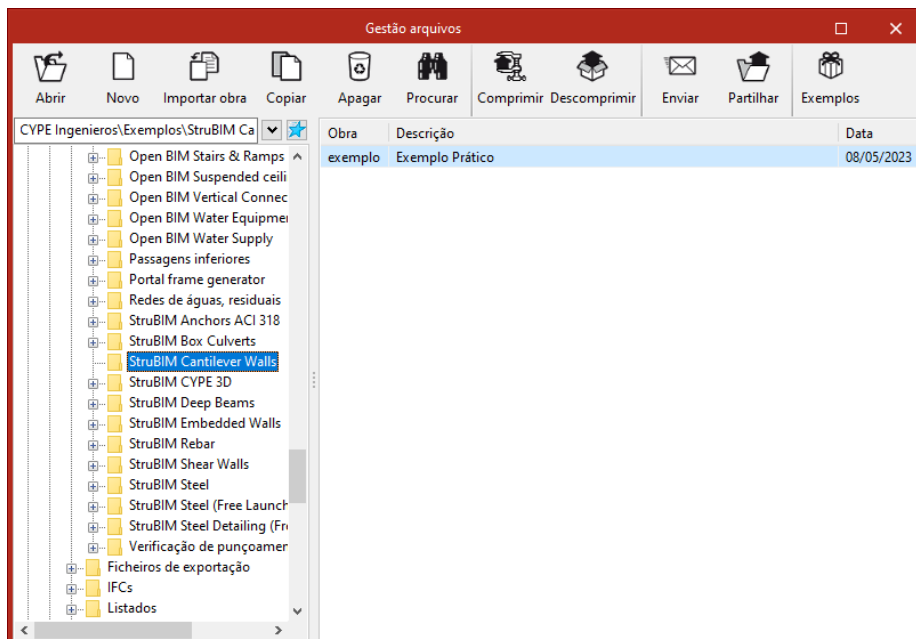 Gestão arquivos
Abrir Novo Importar obra Copiar Apagar Procurar Comprimir Descomprimir Enviar Partilhar Exemplos
CYPE Ingenieros\Exemplos\StruBIM Ca
Obra Descrição Data
exemplo Exemplo Prático 08/05/2023
Open BIM Stairs & Ramps
Open BIM Suspended ceili
Open BIM Vertical Connec
Open BIM Water Equipmer
Open BIM Water Supply
Passagens inferiores
Portal frame generator
Redes de águas, residuais
StruBIM Anchors ACI 318
StruBIM Box Culverts
StruBIM Cantilever Walls
StruBIM CYPE 3D
StruBIM Deep Beams
StruBIM Embedded Walls
StruBIM Rebar
StruBIM Shear Walls
StruBIM Steel
StruBIM Steel (Free Launch
StruBIM Steel Detailing (Fre
Verificação de punçoamer
Ficheiros de exportação
IFCs
Listados